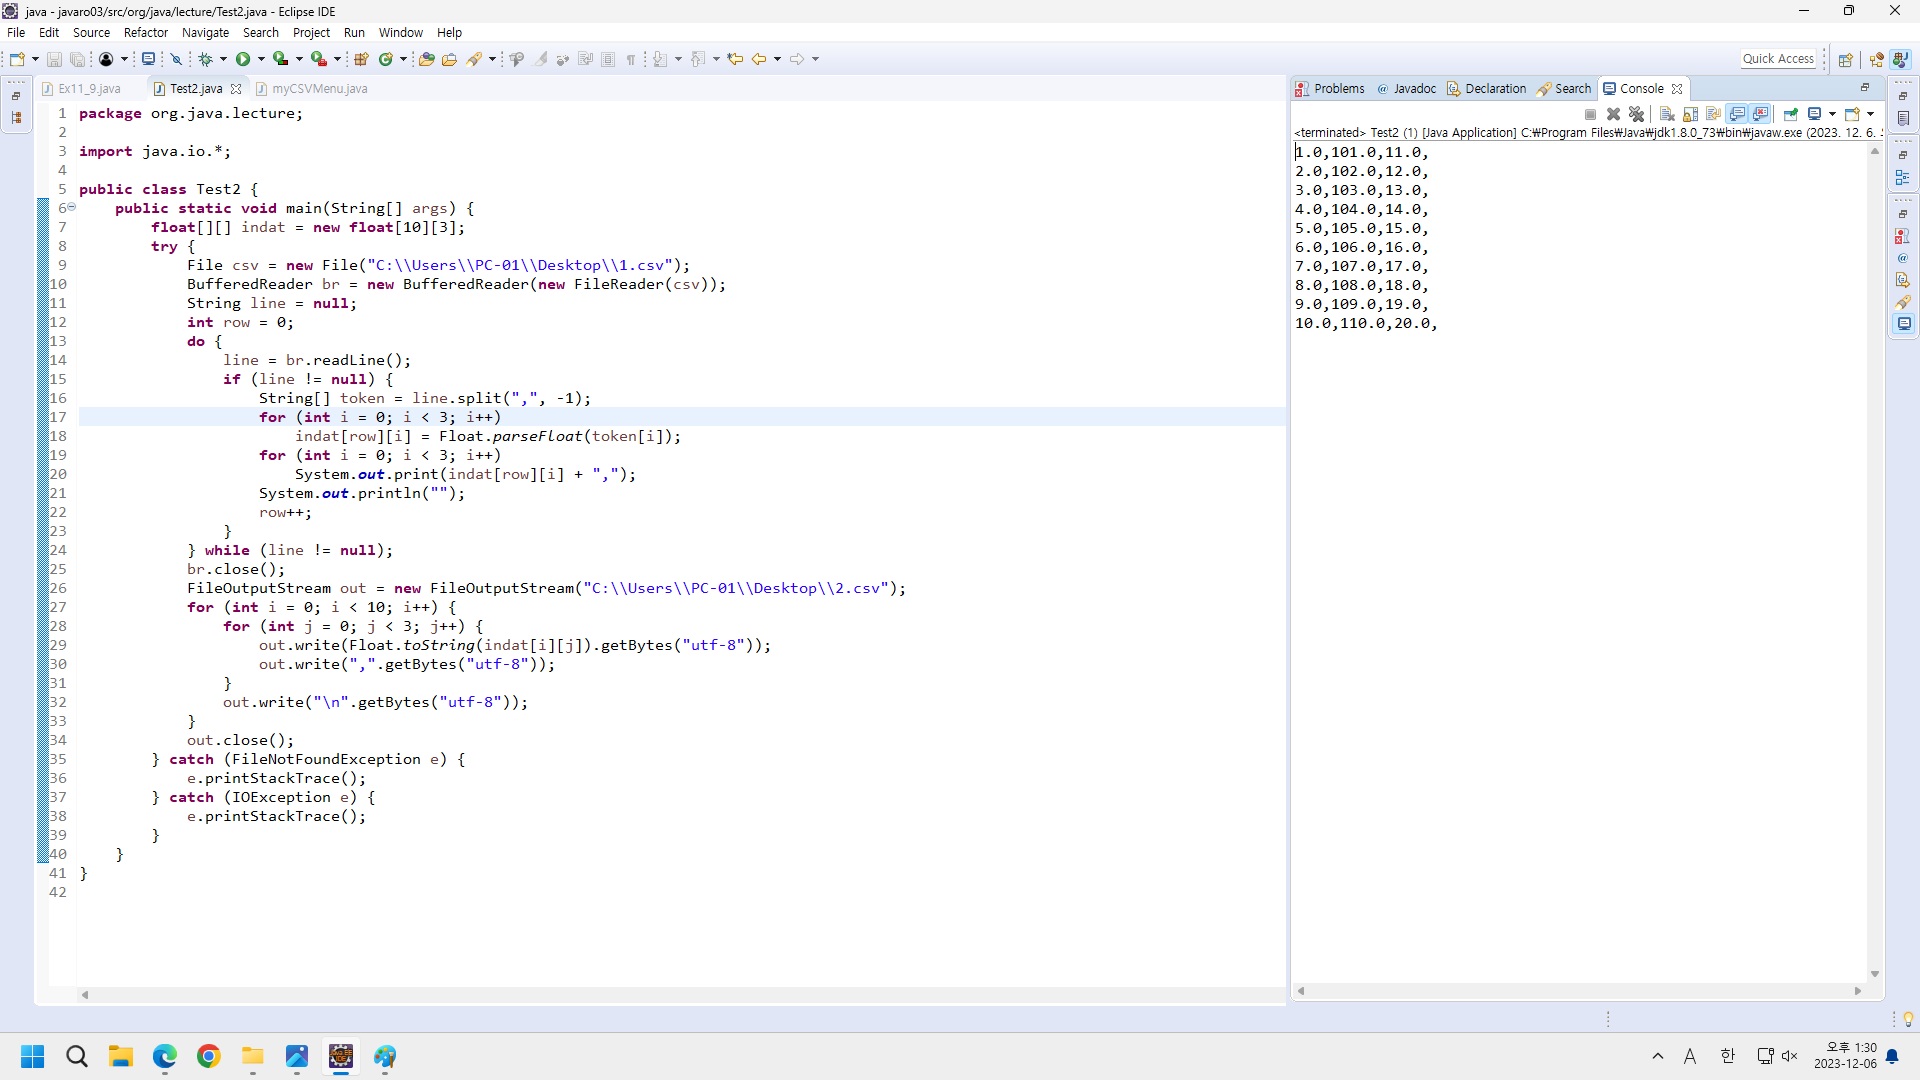 java - javaro03/src/org/java/lecture/Test2.java - Eclipse IDE
File Edit Source Refactor Navigate Search Project Run Window Help
Quick Access
Ex11_9.java Test2.java myCSVMenu.java
1 package org.java.lecture;
2
3 import java.io.*;
4
5 public class Test2 {
6 public static void main(String[] args) {
7 float[][] indat = new float[10][3];
8 try {
9 File csv = new File("C:\\Users\\PC-01\\Desktop\\1.csv");
10 BufferedReader br = new BufferedReader(new FileReader(csv));
11 String line = null;
12 int row = 0;
13 do {
14 line = br.readLine();
15 if (line != null) {
16 String[] token = line.split(",", -1);
17 for (int i = 0; i < 3; i++)
18 indat[row][i] = Float.parseFloat(token[i]);
19 for (int i = 0; i < 3; i++)
20 System.out.print(indat[row][i] + ",");
21 System.out.println("");
22 row++;
23 }
24 } while (line != null);
25 br.close();
26 FileOutputStream out = new FileOutputStream("C:\\Users\\PC-01\\Desktop\\2.csv");
27 for (int i = 0; i < 10; i++) {
28 for (int j = 0; j < 3; j++) {
29 out.write(Float.toString(indat[i][j]).getBytes("utf-8"));
30 out.write(",".getBytes("utf-8"));
31 }
32 out.write("\n".getBytes("utf-8"));
33 }
34 out.close();
35 } catch (FileNotFoundException e) {
36 e.printStackTrace();
37 } catch (IOException e) {
38 e.printStackTrace();
39 }
40 }
41 }
42
Problems Javadoc Declaration Search Console
<terminated> Test2 (1) [Java Application] C:₩Program Files₩Java₩jdk1.8.0_73₩bin₩javaw.exe (2023. 12. 6.
1.0,101.0,11.0,
2.0,102.0,12.0,
3.0,103.0,13.0,
4.0,104.0,14.0,
5.0,105.0,15.0,
6.0,106.0,16.0,
7.0,107.0,17.0,
8.0,108.0,18.0,
9.0,109.0,19.0,
10.0,110.0,20.0,
A 한 오후 1:30
2023-12-06